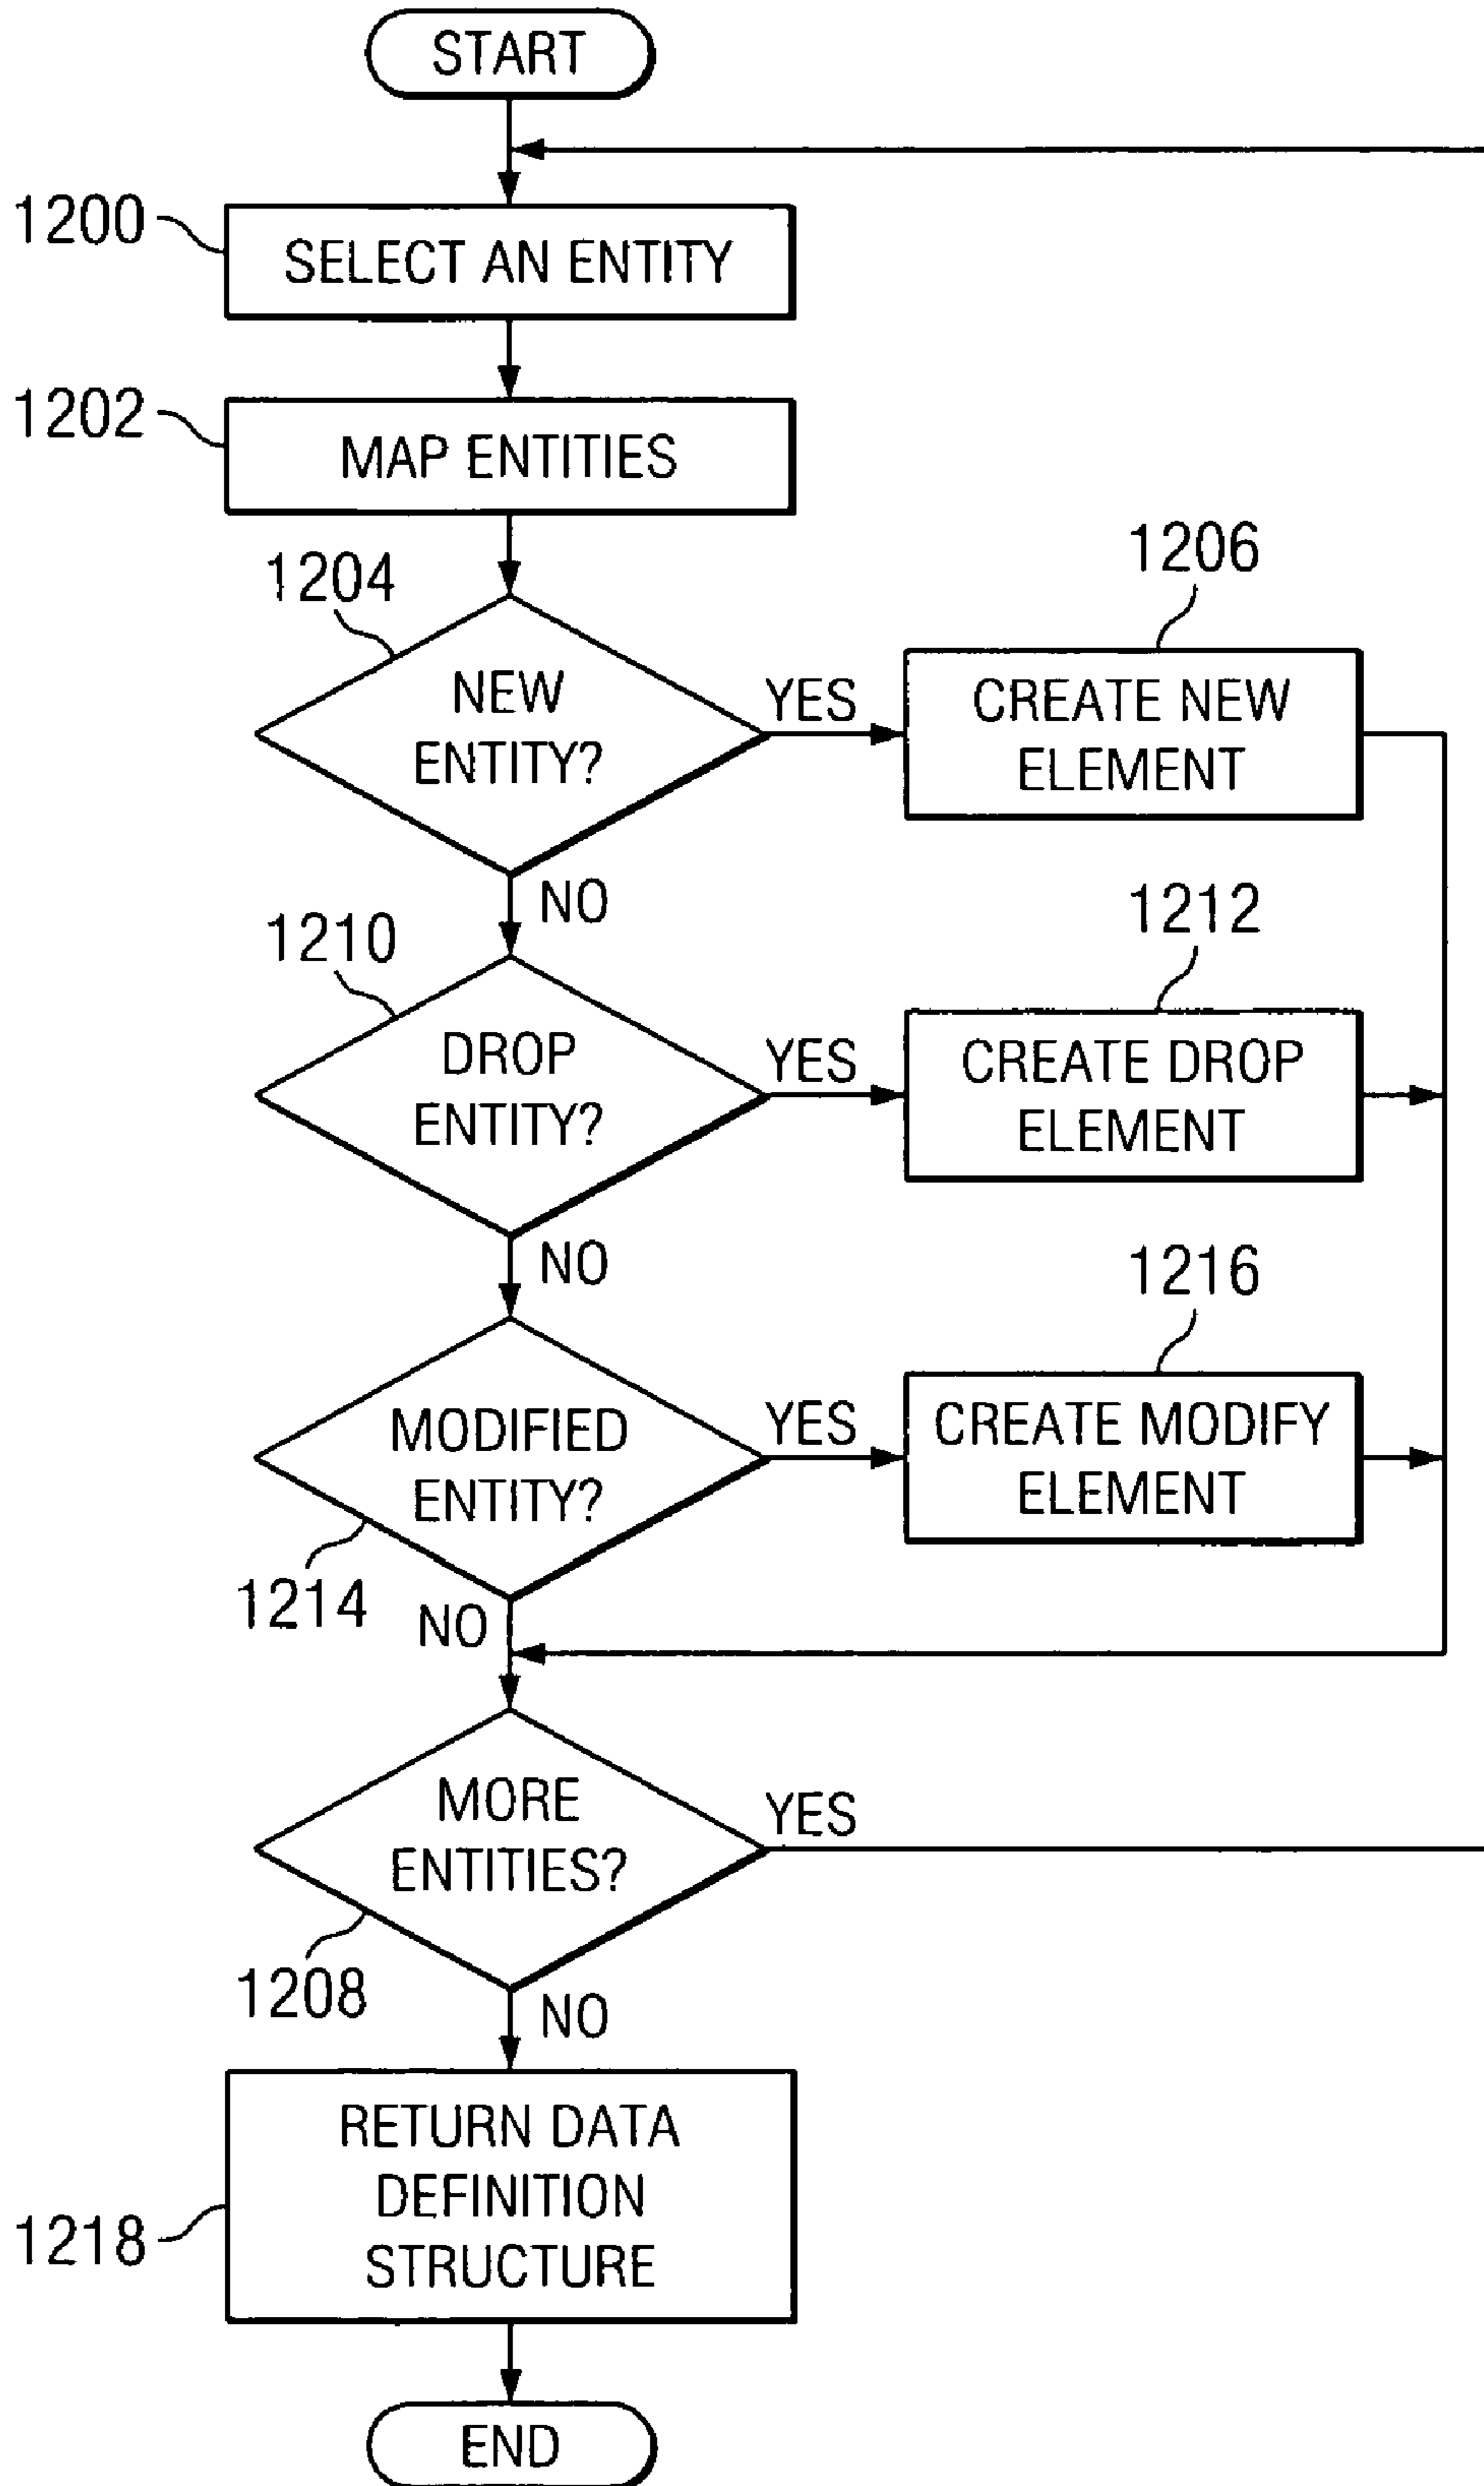 START
1200
SELECT AN ENTITY
1202
MAP ENTITIES
1204
NEW
ENTITY?
YES
1206
CREATE NEW
ELEMENT
NO
1210
DROP
ENTITY?
YES
1212
CREATE DROP
ELEMENT
NO
1214
MODIFIED
ENTITY?
YES
1216
CREATE MODIFY
ELEMENT
NO
MORE
ENTITIES?
YES
1208
NO
1218
RETURN DATA
DEFINITION
STRUCTURE
END